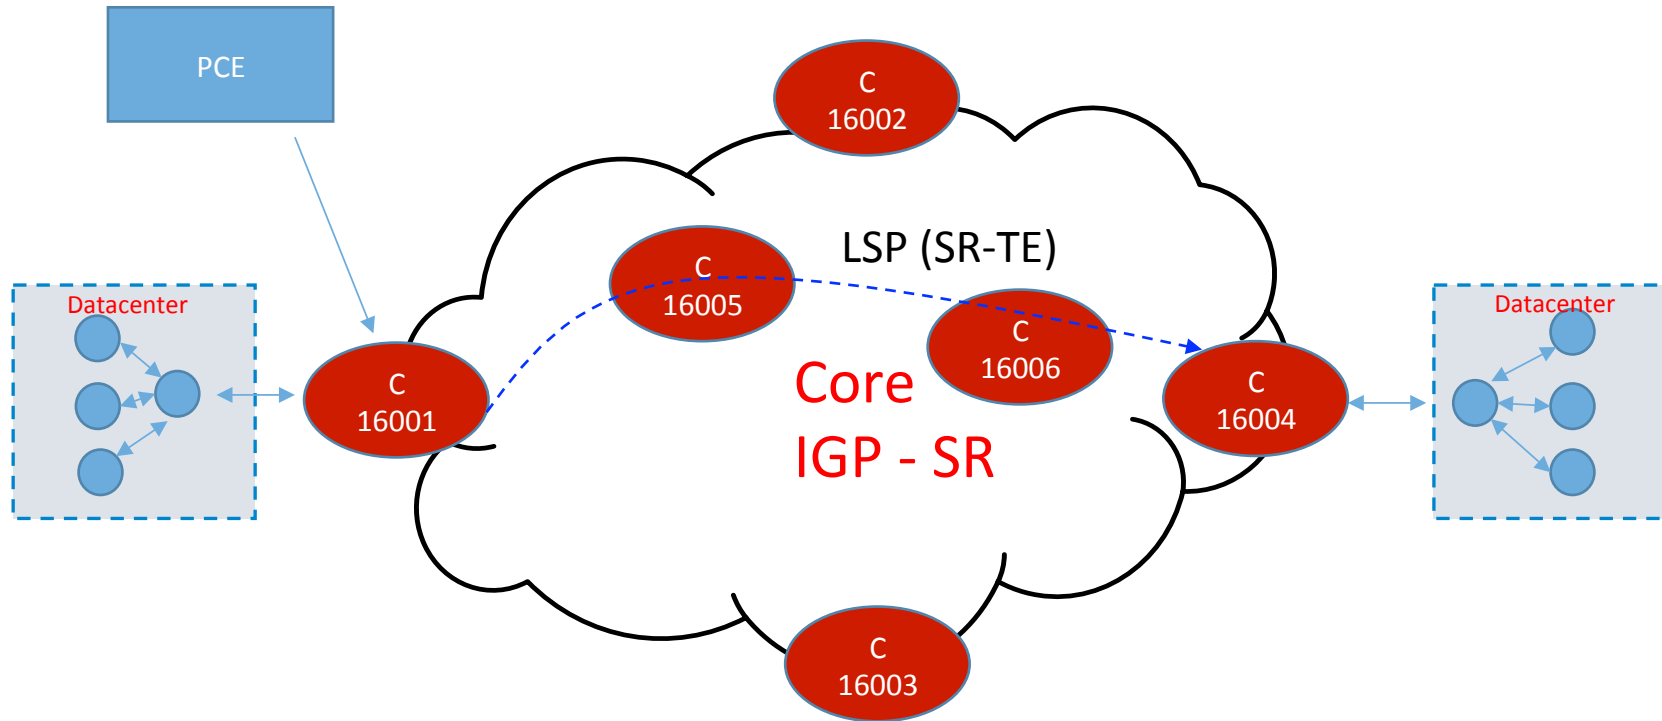 PCE
C
16002
LSP (SR-TE)
C
16005
Datacenter
Datacenter
C
16006
C
16001
Core
IGP - SR
C
16004
C
16003